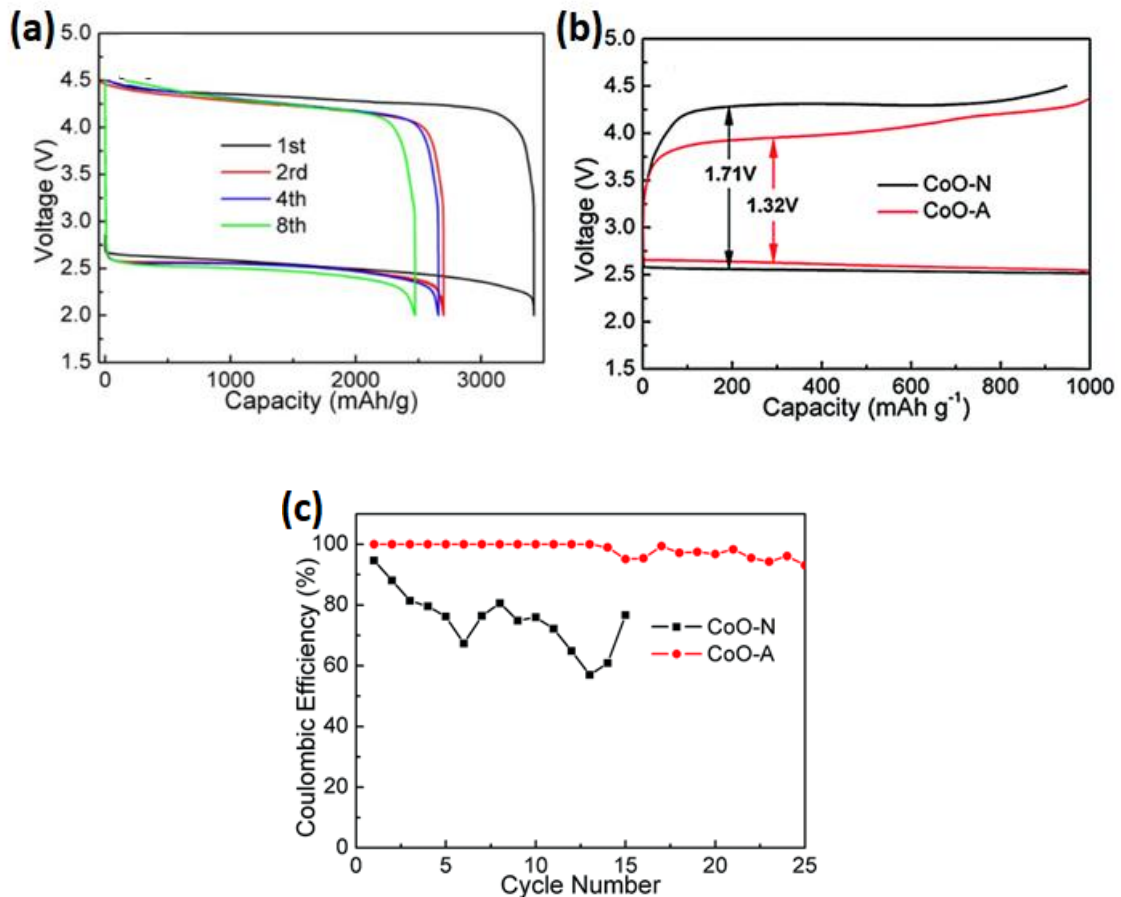 (a)
5.0
4.5
4.0
3.5
3.0
2.5
2.0
1.5
Voltage (V)
1st
2rd
4th
8th
0 1000 2000 3000
Capacity (mAh/g)
(b)
5.0
4.5
4.0
3.5
3.0
2.5
2.0
1.5
Voltage (V)
1.71V
1.32V
CoO-N
CoO-A
0 200 400 600 800 1000
Capacity (mAh g⁻¹)
(c)
100
80
60
40
20
0
Coulombic Efficiency (%)
CoO-N
CoO-A
0 5 10 15 20 25
Cycle Number